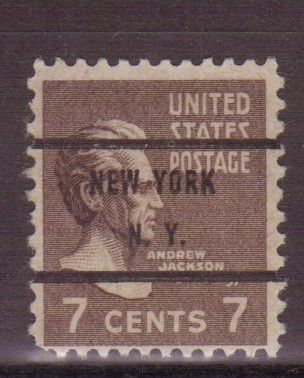 UNITED
STATES
POSTAGE
NEW YORK
N. Y.
ANDREW
JACKSON
7 CENTS 7